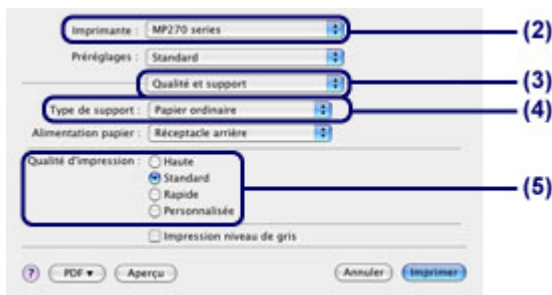 Imprimante : MP270 series (2)
Préréglages : Standard
Qualité et support (3)
Type de support : Papier ordinaire (4)
Alimentation papier : Réceptacle arrière
Qualité d'impression : Haute
Standard (5)
Rapide
Personnalisée
Impression niveau de gris
? PDF ▼ Aperçu Annuler Imprimer